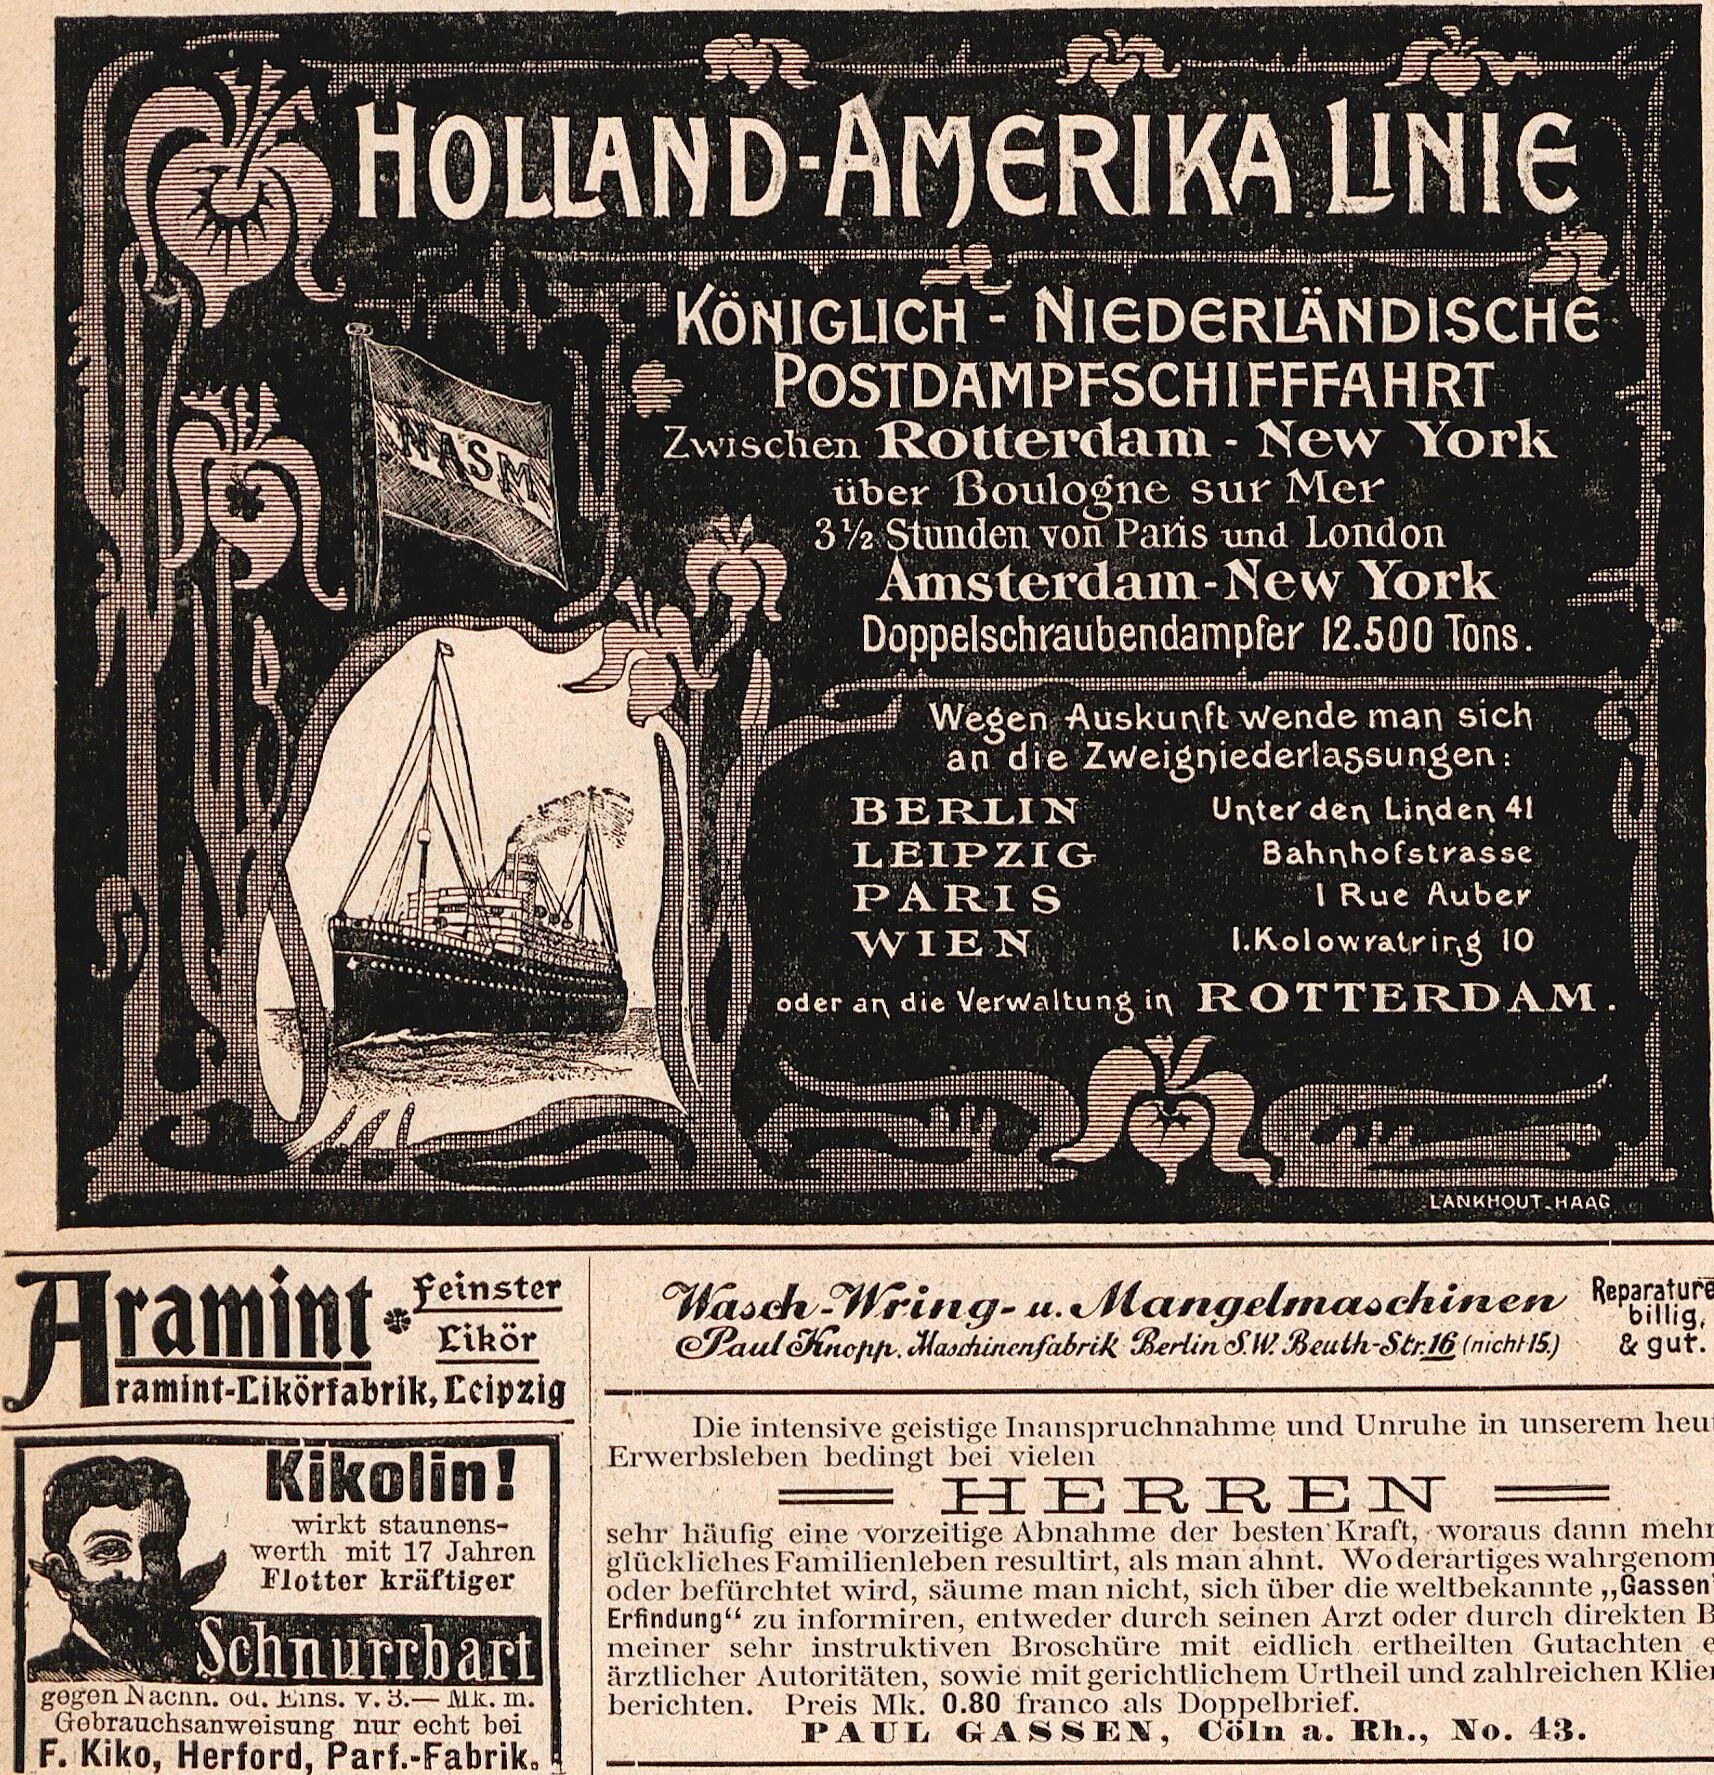 HOLLAND-AMERIKA LINIE
KÖNIGLICH - NIEDERLÄNDISCHE
POSTDAMPFSCHIFFFAHRT
Zwischen Rotterdam - New York
über Boulogne sur Mer
3 1/2 Stunden von Paris und London
Amsterdam-New York
Doppelschraubendampfer 12.500 Tons.
NASM
Wegen Auskunft wende man sich
an die Zweigniederlassungen:
BERLIN Unter den Linden 41
LEIPZIG Bahnhofstrasse
PARIS 1 Rue Auber
WIEN I. Kolowratring 10
oder an die Verwaltung in ROTTERDAM.
LANKHOUT-HAAG
Aramint Feinster
Likör
Aramint-Likörfabrik, Leipzig
Kikolin!
wirkt staunens-
werth mit 17 Jahren
Flotter kräftiger
Schnurrbart
gegen Nachn. od. Eins. v. 3.— Mk. m.
Gebrauchsanweisung nur echt bei
F. Kiko, Herford, Parf.-Fabrik.
Wasch-Wring- u. Mangelmaschinen
Paul Knopp, Maschinenfabrik Berlin S.W. Beuth-Str. 16 (nicht 15.)
Reparature
billig,
& gut.
Die intensive geistige Inanspruchnahme und Unruhe in unserem heut
Erwerbsleben bedingt bei vielen
HERREN
sehr häufig eine vorzeitige Abnahme der besten Kraft, woraus dann mehr
glückliches Familienleben resultirt, als man ahnt. Wo derartiges wahrgenom
oder befürchtet wird, säume man nicht, sich über die weltbekannte „Gassen'
Erfindung“ zu informiren, entweder durch seinen Arzt oder durch direkten B
meiner sehr instruktiven Broschüre mit eidlich ertheilten Gutachten e
ärztlicher Autoritäten, sowie mit gerichtlichem Urtheil und zahlreichen Klien
berichten. Preis Mk. 0.80 franco als Doppelbrief.
PAUL GASSEN, Cöln a. Rh., No. 43.